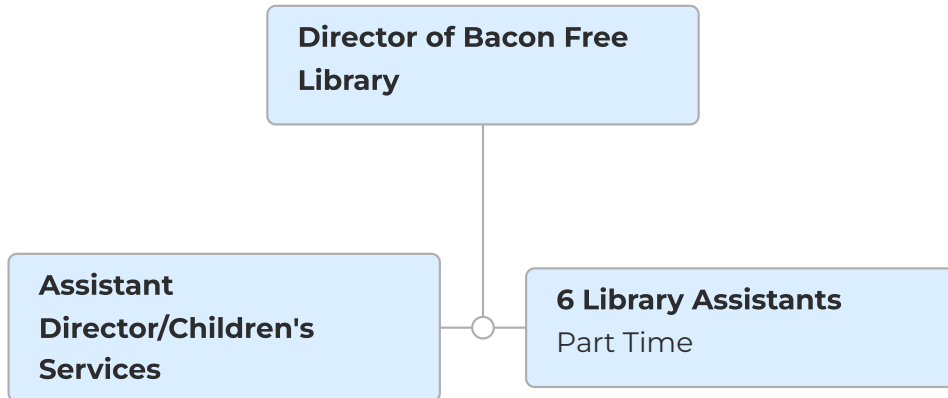 Director of Bacon Free
Library
Assistant
Director/Children's
Services
6 Library Assistants
Part Time